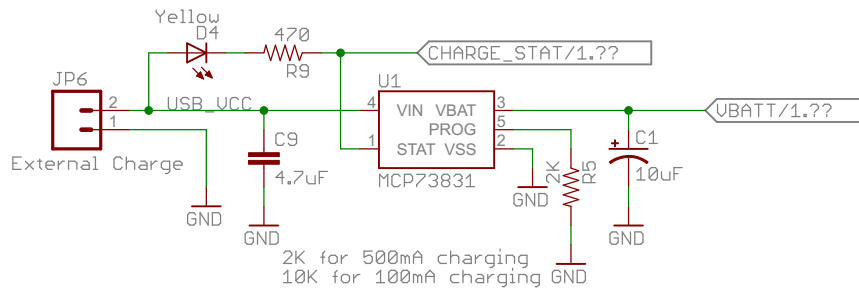 Yellow
D4
470
R9
CHARGE_STAT/1.??
JP6
2
1
External Charge
USB_VCC
C9
4.7uF
U1
4 VIN VBAT 3
PROG 5
1 STAT VSS 2
MCP73831
2K
R5
C1
+
10uF
VBATT/1.??
GND
GND
GND
GND
GND
2K for 500mA charging
10K for 100mA charging